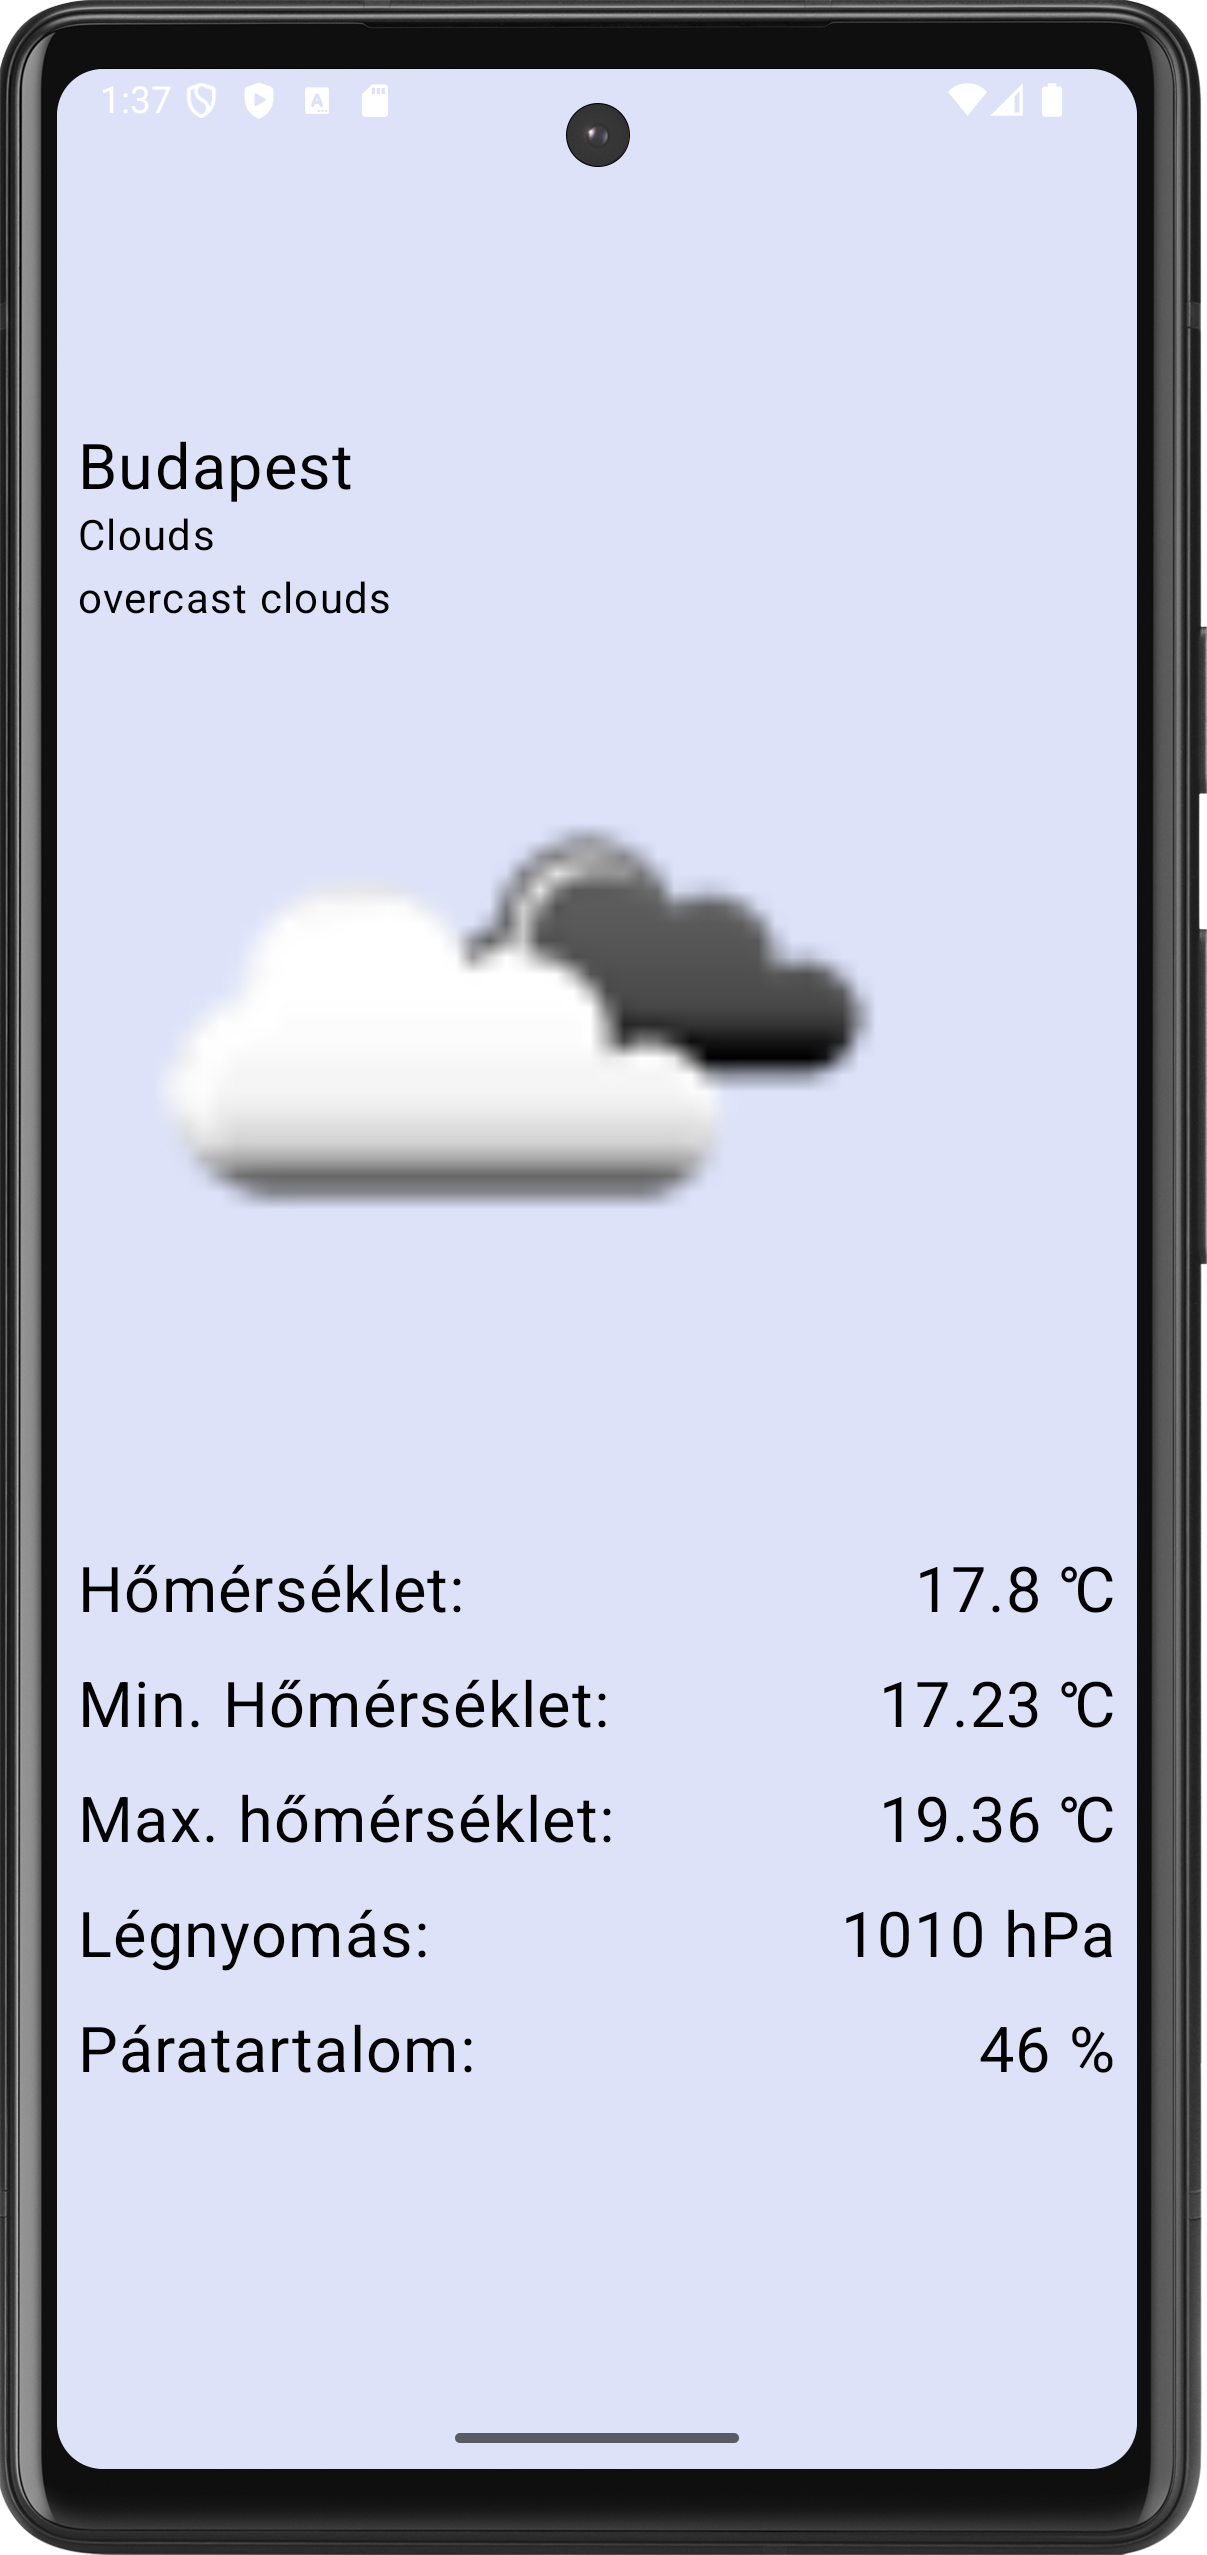 1:37
Budapest
Clouds
overcast clouds
Hőmérséklet: 17.8 °C
Min. Hőmérséklet: 17.23 °C
Max. hőmérséklet: 19.36 °C
Légnyomás: 1010 hPa
Páratartalom: 46 %